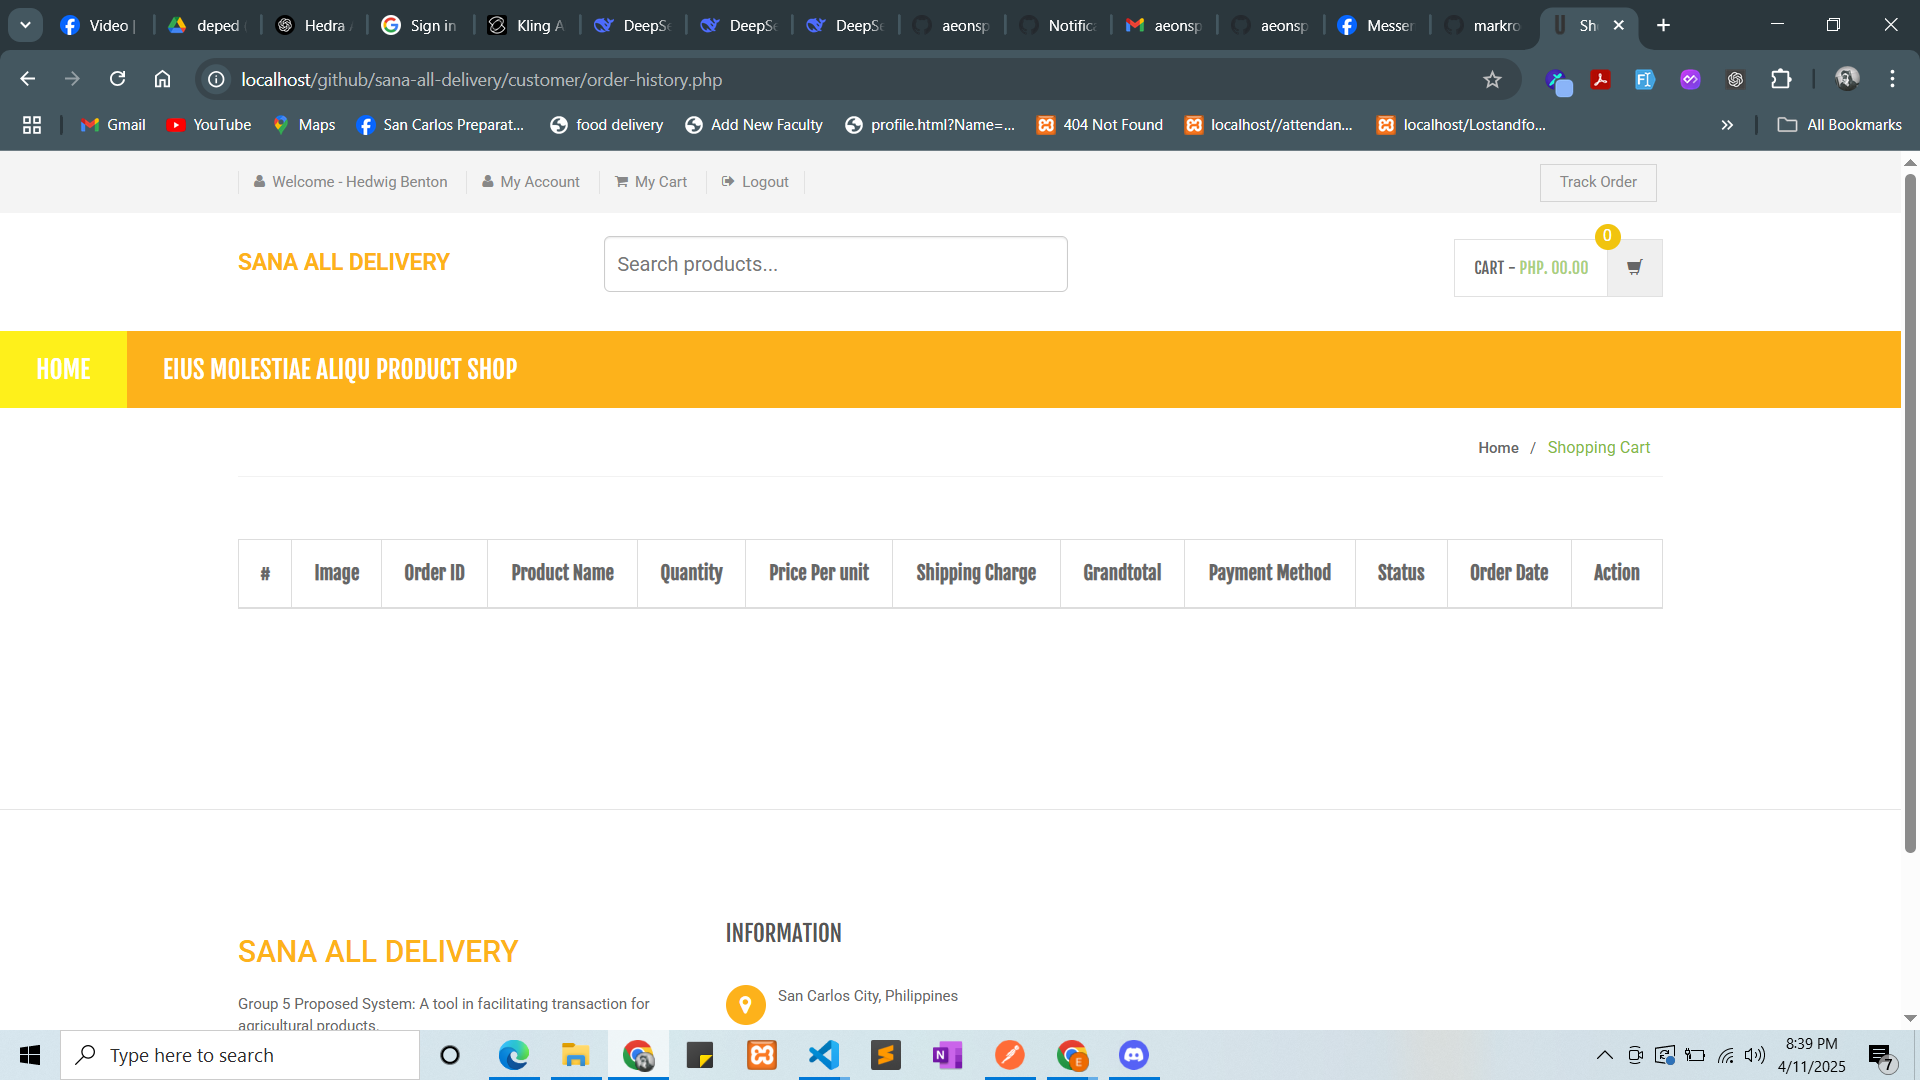 Video |
deped
Hedra
Sign in
Kling A
DeepSe
DeepSe
DeepSe
aeonsp
Notifica
aeonsp
aeonsp
Messer
markro
Sh
localhost/github/sana-all-delivery/customer/order-history.php
Gmail
YouTube
Maps
San Carlos Preparat...
food delivery
Add New Faculty
profile.html?Name=...
404 Not Found
localhost//attendan...
localhost/Lostandfo...
All Bookmarks
Welcome - Hedwig Benton
My Account
My Cart
Logout
Track Order
SANA ALL DELIVERY
Search products...
0
CART - PHP. 00.00
HOME
EIUS MOLESTIAE ALIQU PRODUCT SHOP
Home / Shopping Cart
# Image Order ID Product Name Quantity Price Per unit Shipping Charge Grandtotal Payment Method Status Order Date Action
SANA ALL DELIVERY
Group 5 Proposed System: A tool in facilitating transaction for
agricultural products.
INFORMATION
San Carlos City, Philippines
Type here to search
8:39 PM
4/11/2025
7